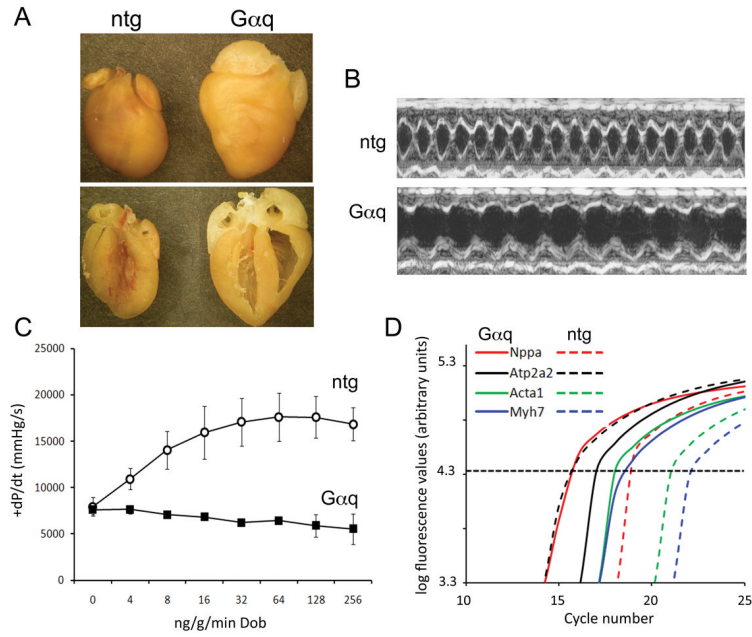 A
ntg Gαq
B
ntg
Gαq
C
25000
20000
15000
10000
5000
0
+dP/dt (mmHg/s)
ntg
Gαq
0 4 8 16 32 64 128 256
ng/g/min Dob
D
Gαq ntg
Nppa
Atp2a2
Acta1
Myh7
5.3
4.3
3.3
log fluorescence values (arbitrary units)
10 15 20 25
Cycle number